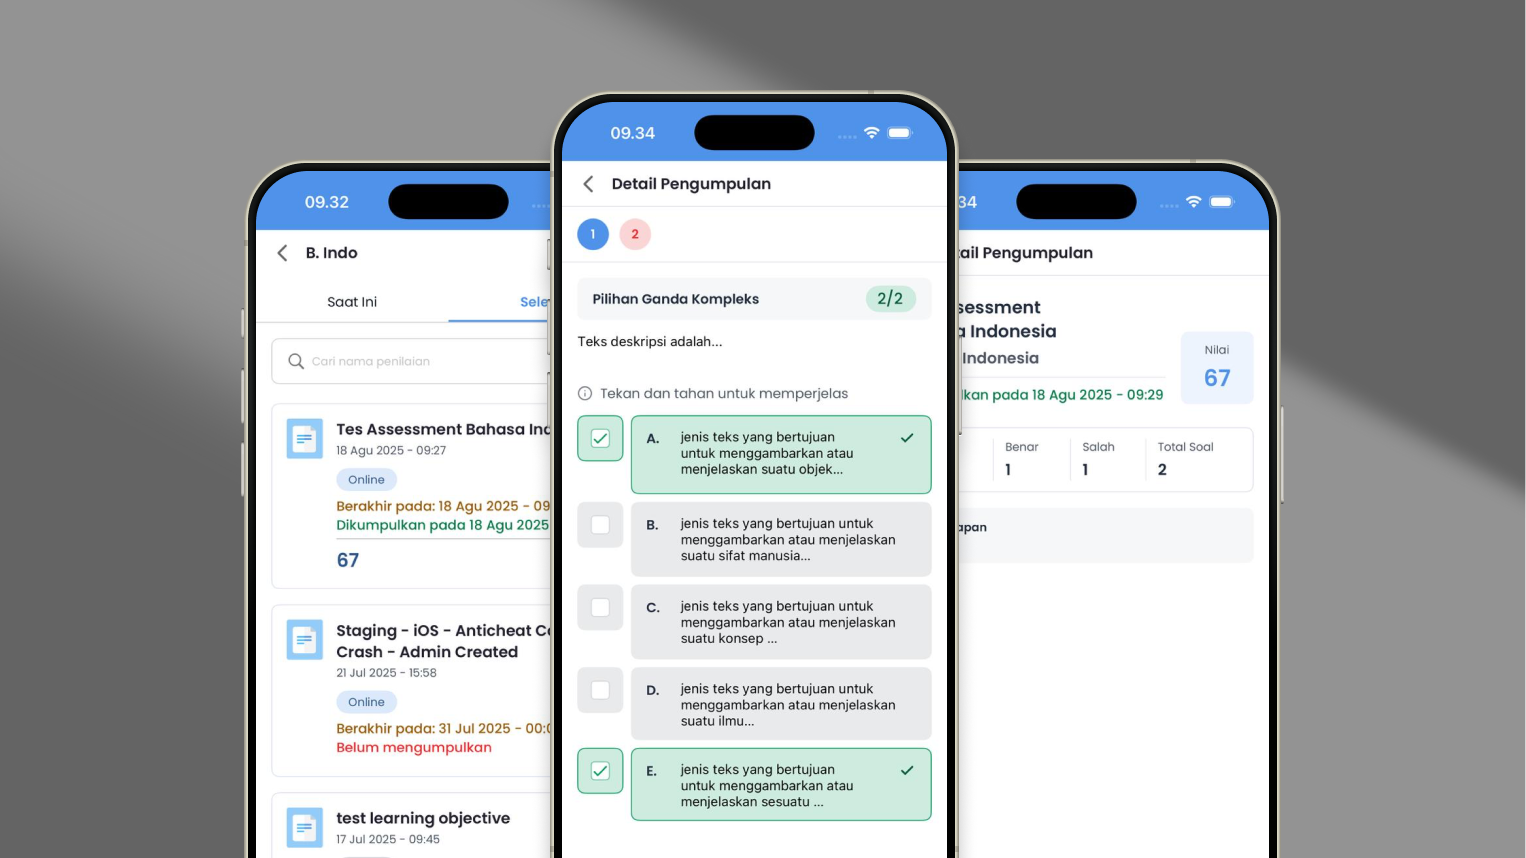 09.32
B. Indo
Saat Ini
Sele
Cari nama penilaian
Tes Assessment Bahasa Ind
18 Agu 2025 - 09:27
Online
Berakhir pada: 18 Agu 2025 - 09
Dikumpulkan pada 18 Agu 2025
67
Staging - iOS - Anticheat C
Crash - Admin Created
21 Jul 2025 - 15:58
Online
Berakhir pada: 31 Jul 2025 - 00:
Belum mengumpulkan
test learning objective
17 Jul 2025 - 09:45
09.34
Detail Pengumpulan
1 2
Pilihan Ganda Kompleks 2/2
Teks deskripsi adalah...
Tekan dan tahan untuk memperjelas
A. jenis teks yang bertujuan
untuk menggambarkan atau
menjelaskan suatu objek...
B. jenis teks yang bertujuan untuk
menggambarkan atau menjelaskan
suatu sifat manusia...
C. jenis teks yang bertujuan untuk
menggambarkan atau menjelaskan
suatu konsep ...
D. jenis teks yang bertujuan untuk
menggambarkan atau menjelaskan
suatu ilmu...
E. jenis teks yang bertujuan
untuk menggambarkan atau
menjelaskan sesuatu ...
34
ail Pengumpulan
sessment
a Indonesia
Indonesia
lkan pada 18 Agu 2025 - 09:29
Nilai
67
Benar Salah Total Soal
1 1 2
apan